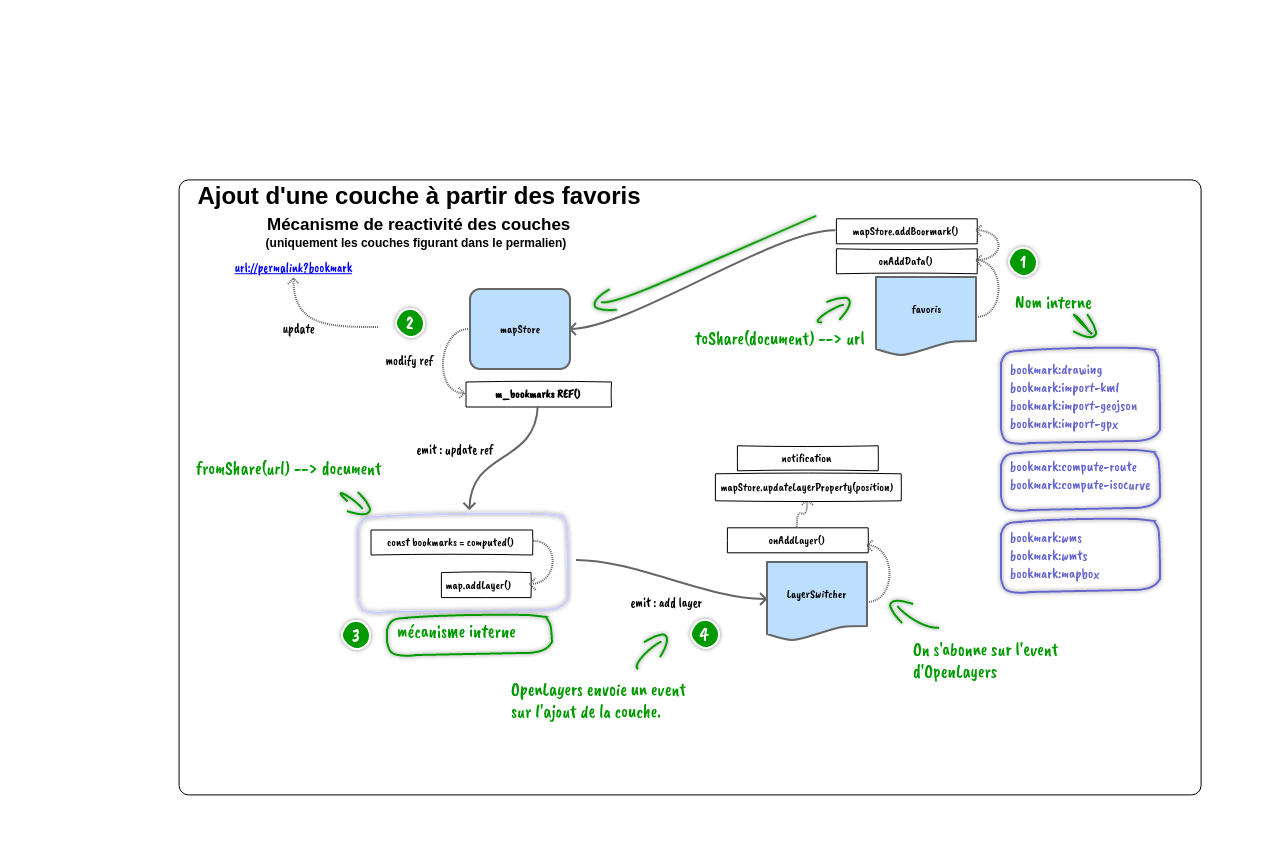 Ajout d'une couche à partir des favoris
Mécanisme de reactivité des couches
(uniquement les couches figurant dans le permalien)
url://permalink?bookmark
update
2
mapStore
modify ref
m_bookmarks REF()
emit : update ref
mapStore.addBoormark()
onAddData()
favoris
1
Nom interne
toShare(document) --> url
bookmark:drawing
bookmark:import-kml
bookmark:import-geojson
bookmark:import-gpx
bookmark:compute-route
bookmark:compute-isocurve
bookmark:wms
bookmark:wmts
bookmark:mapbox
fromShare(url) --> document
const bookmarks = computed()
map.addLayer()
3
mécanisme interne
notification
mapStore.updateLayerProperty(position)
onAddLayer()
LayerSwitcher
emit : add layer
4
OpenLayers envoie un event
sur l'ajout de la couche.
On s'abonne sur l'event
d'OpenLayers